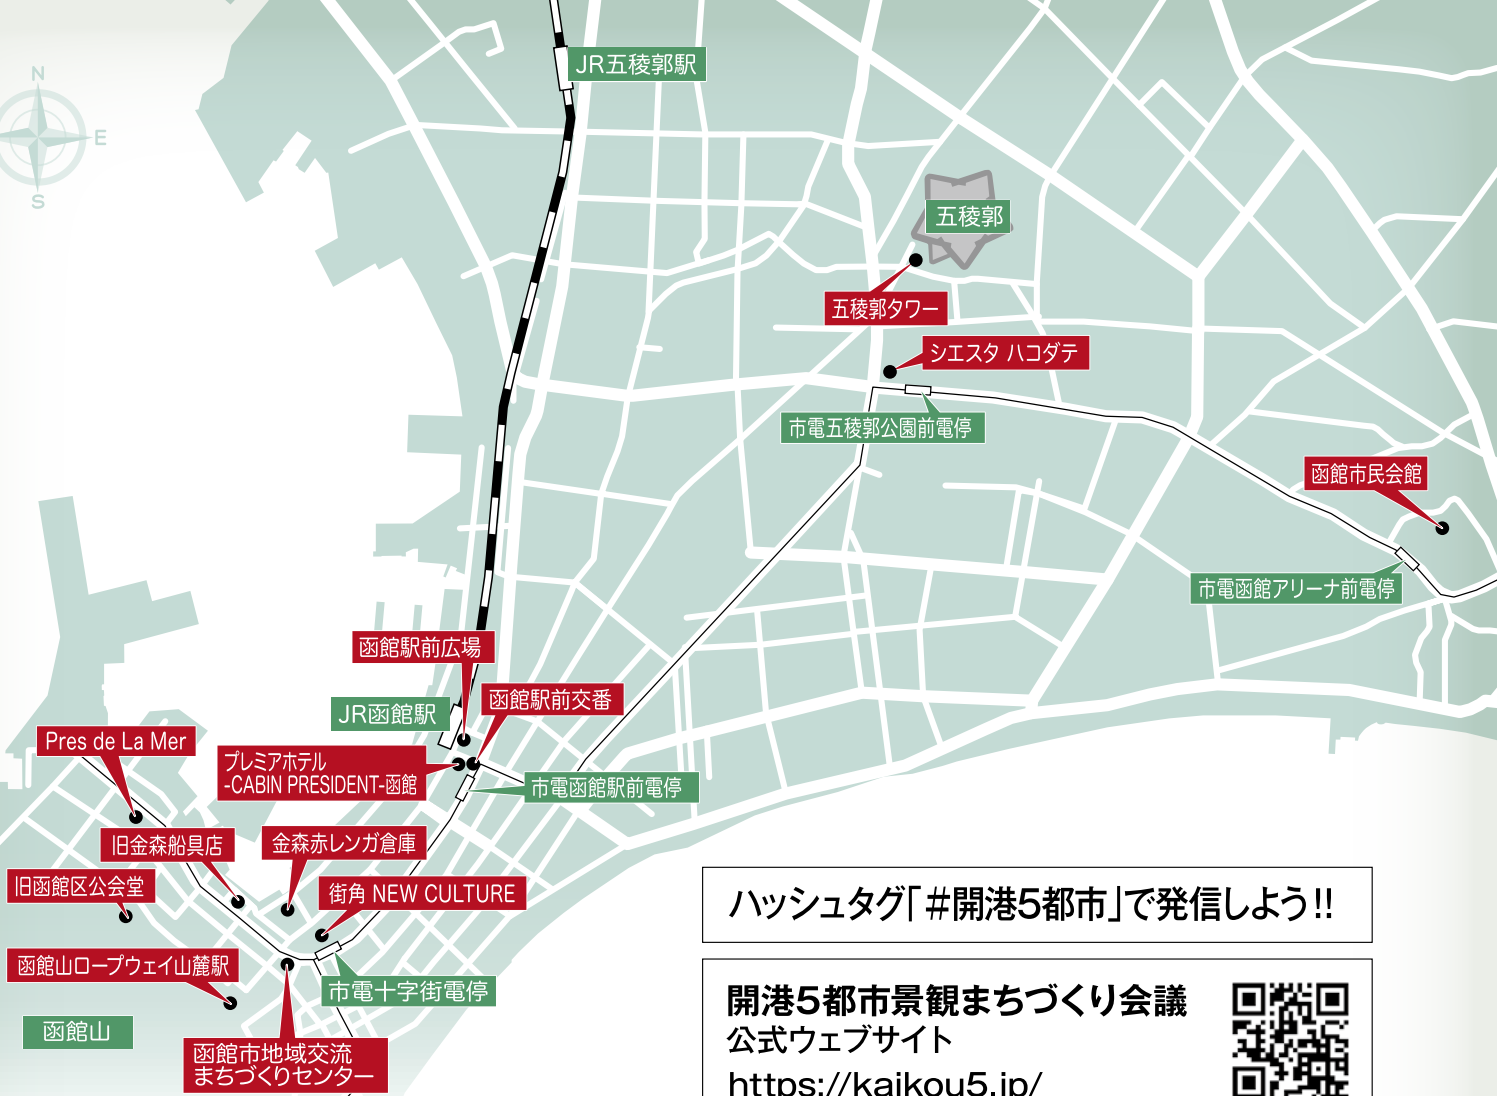 JR五稜郭駅
N
E
S
五稜郭
五稜郭タワー
シエスタ ハコダテ
市電五稜郭公園前電停
函館市民会館
市電函館アリーナ前電停
函館駅前広場
函館駅前交番
JR函館駅
Pres de La Mer
プレミアホテル
-CABIN PRESIDENT-函館
市電函館駅前電停
旧金森船具店
金森赤レンガ倉庫
旧函館区公会堂
街角 NEW CULTURE
函館山ロープウェイ山麓駅
市電十字街電停
函館山
函館市地域交流
まちづくりセンター
ハッシュタグ「#開港5都市」で発信しよう!!
開港5都市景観まちづくり会議
公式ウェブサイト
https://kaikou5.jp/